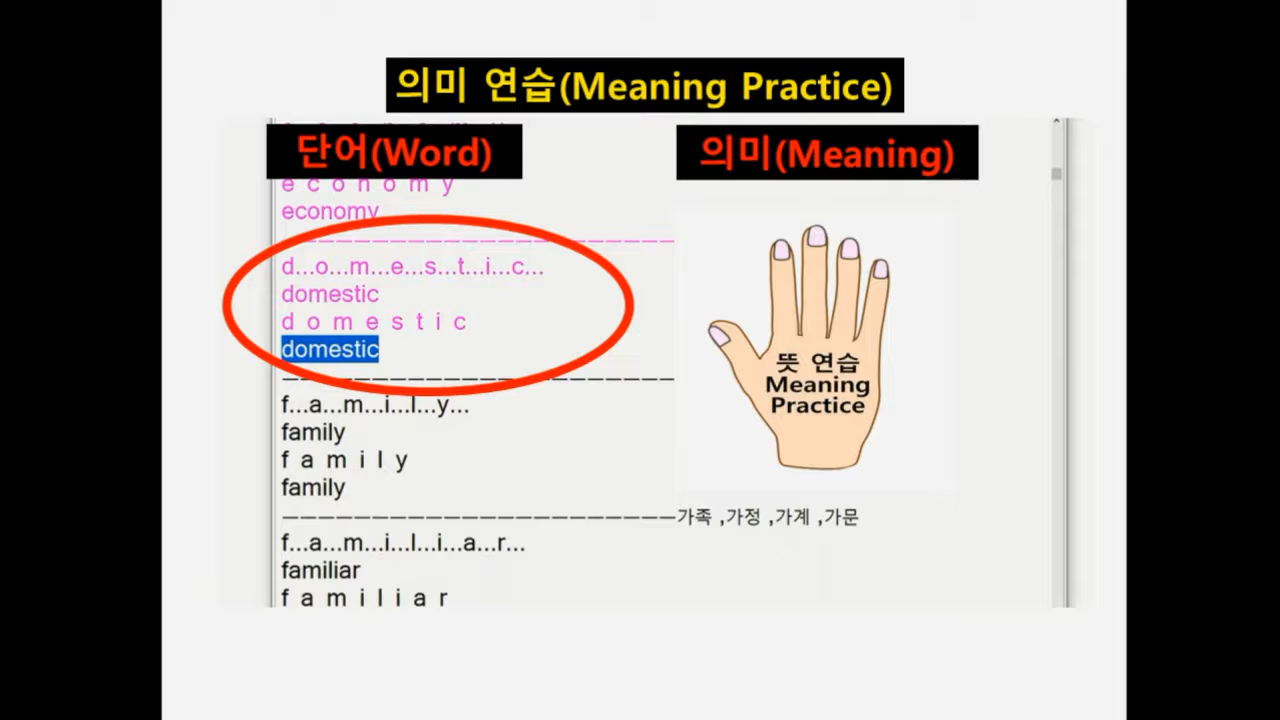 의미 연습(Meaning Practice)
단어(Word)
의미(Meaning)
e c o n o m y
economy
————————————————————————
d...o...m...e...s...t...i...c...
domestic
d o m e s t i c
domestic
————————————————————————
f...a...m...i...l...y...
family
f a m i l y
family
————————————————————————가족 ,가정 ,가계 ,가문
f...a...m...i...l...i...a...r...
familiar
f a m i l i a r
뜻 연습
Meaning
Practice